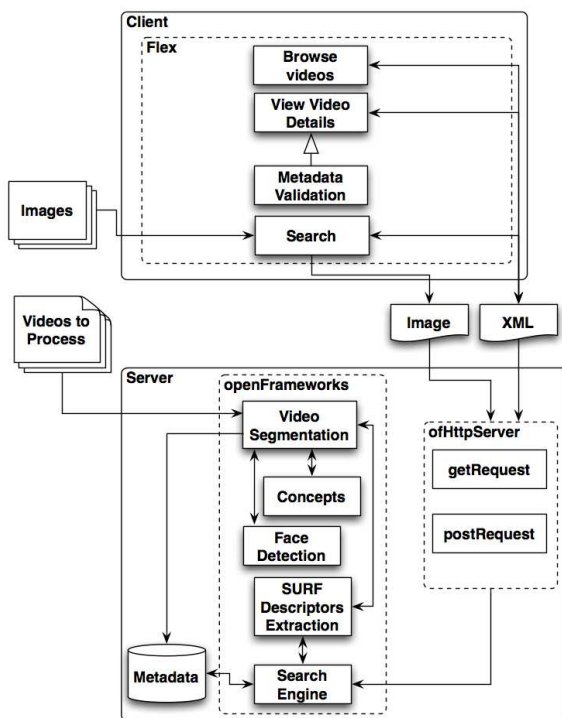 Client
Flex
Browse
videos
View Video
Details
Metadata
Validation
Images
Search
Videos to
Process
Image
XML
Server
openFrameworks
Video
Segmentation
ofHttpServer
getRequest
Concepts
postRequest
Face
Detection
SURF
Descriptors
Extraction
Metadata
Search
Engine